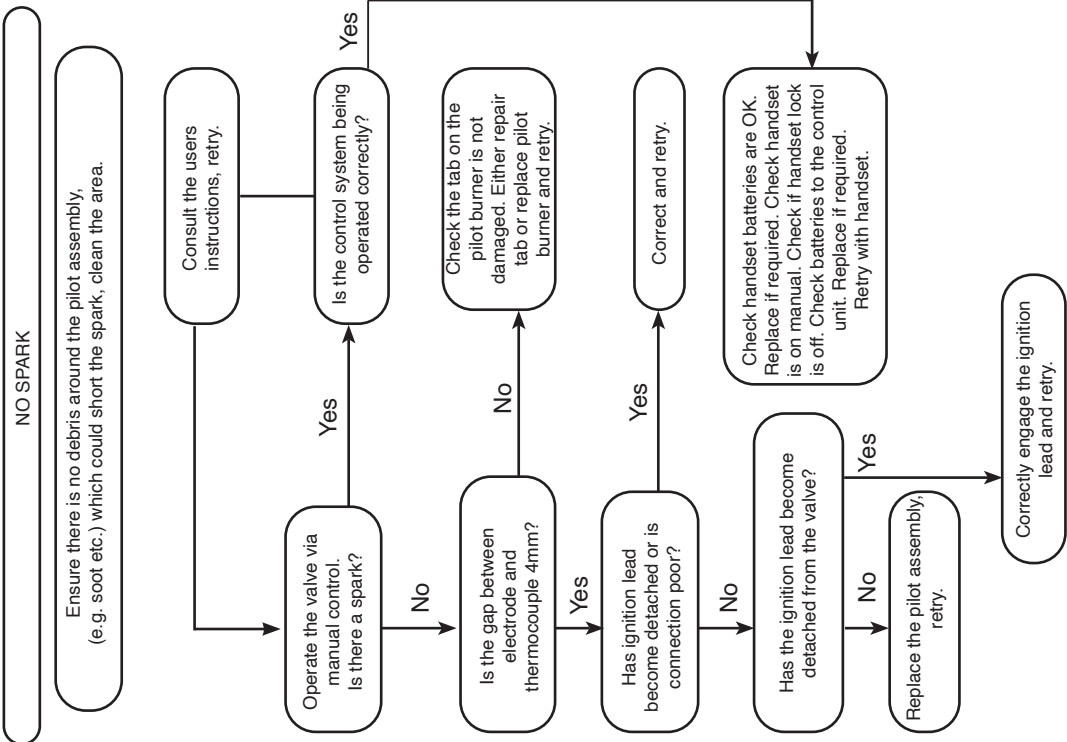 NO SPARK
Ensure there is no debris around the pilot assembly,
(e.g. soot etc.) which could short the spark, clean the area.
Consult the users
instructions, retry.
Operate the valve via
manual control.
Is there a spark?
Yes
Is the control system being
operated correctly?
Yes
No
Is the gap between
electrode and
thermocouple 4mm?
No
Check the tab on the
pilot burner is not
damaged. Either repair
tab or replace pilot
burner and retry.
Yes
Has ignition lead
become detached or is
connection poor?
Yes
Correct and retry.
No
Has the ignition lead become
detached from the valve?
Check handset batteries are OK.
Replace if required. Check handset
is on manual. Check if handset lock
is off. Check batteries to the control
unit. Replace if required.
Retry with handset.
No
Yes
Replace the pilot assembly,
retry.
Correctly engage the ignition
lead and retry.